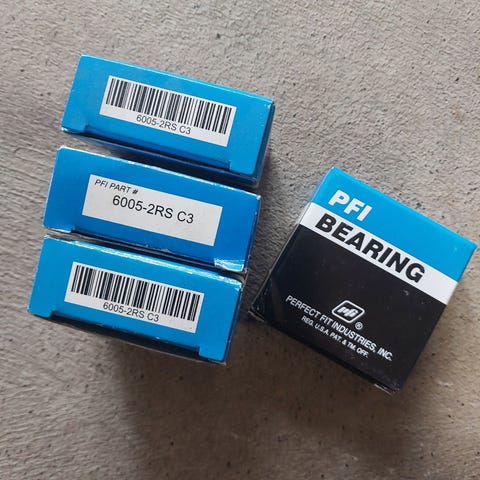 6005-2RS C3
PFI PART #
6005-2RS C3
6005-2RS C3
PFI
BEARING
PERFECT FIT INDUSTRIES, INC.
REG. U.S.A. PAT. & TM. OFF.
®